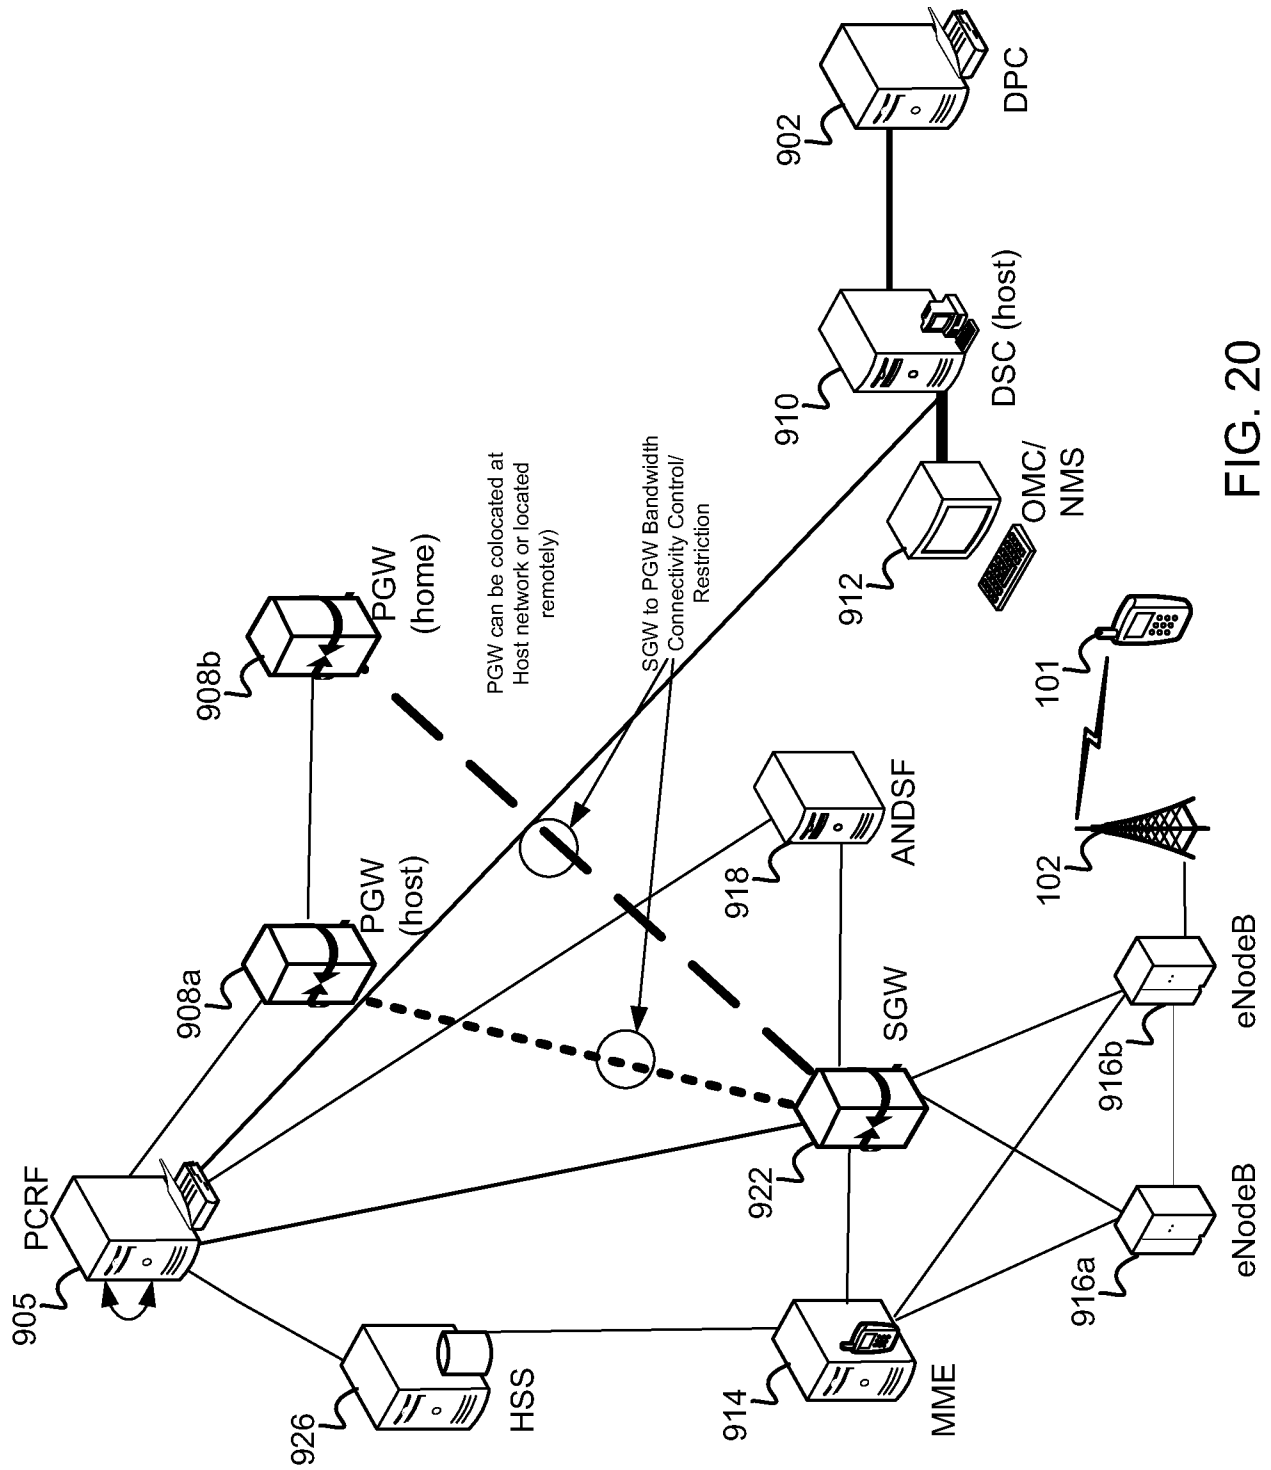 905
PCRF
926
HSS
908a
PGW
(host)
908b
PGW
(home)
PGW can be colocated at
Host network or located
remotely)
SGW to PGW Bandwidth
Connectivity Control/
Restriction
914
MME
922
SGW
918
ANDSF
912
OMC/
NMS
910
DSC (host)
902
DPC
916a
eNodeB
916b
eNodeB
102
101
FIG. 20